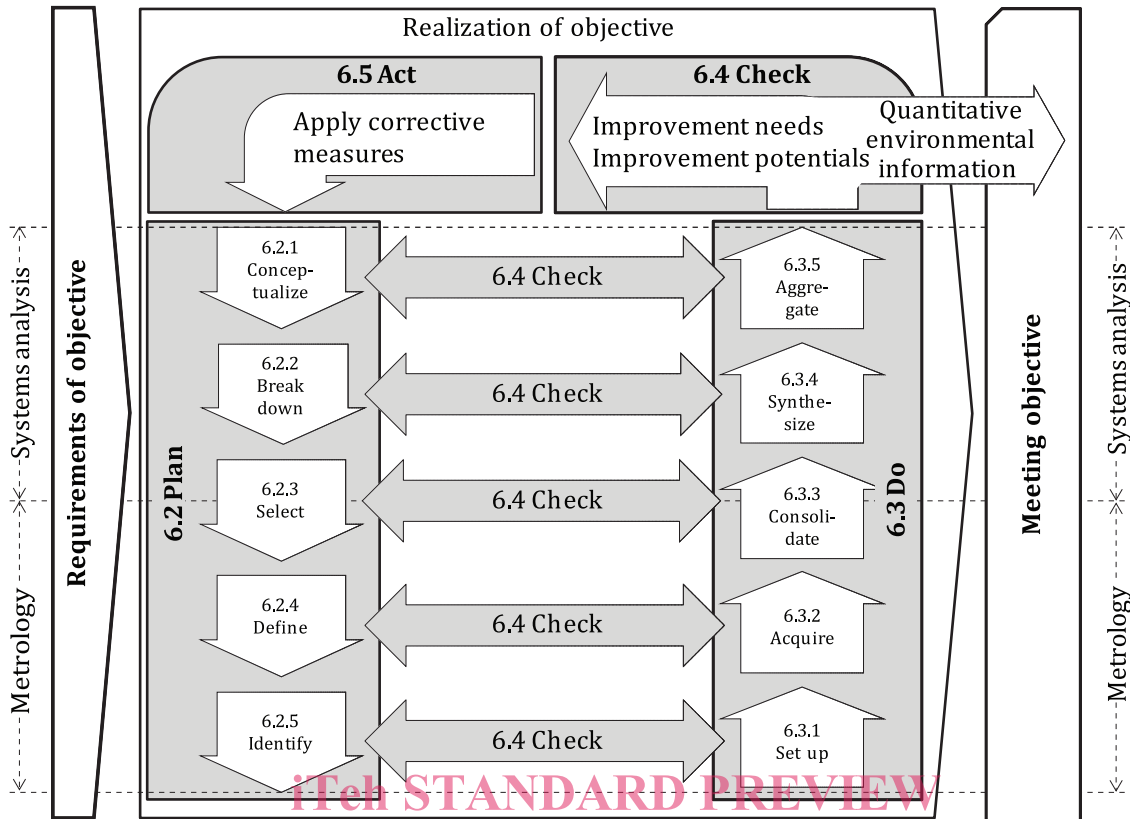 Realization of objective
6.5 Act
6.4 Check
Apply corrective
measures
Improvement needs
Improvement potentials
Quantitative
environmental
information
Systems analysis
Metrology
Requirements of objective
6.2 Plan
6.2.1
Concep-
tualize
6.4 Check
6.3.5
Aggre-
gate
6.2.2
Break
down
6.4 Check
6.3.4
Synthe-
size
6.2.3
Select
6.4 Check
6.3.3
Consoli-
date
6.2.4
Define
6.4 Check
6.3.2
Acquire
6.2.5
Identify
6.4 Check
6.3.1
Set up
6.3 Do
Meeting objective
Systems analysis
Metrology
iTeh STANDARD PREVIEW